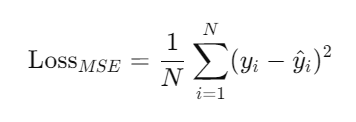 Loss_{MSE} = \frac{1}{N} \sum_{i=1}^{N} (y_i - \hat{y}_i)^2